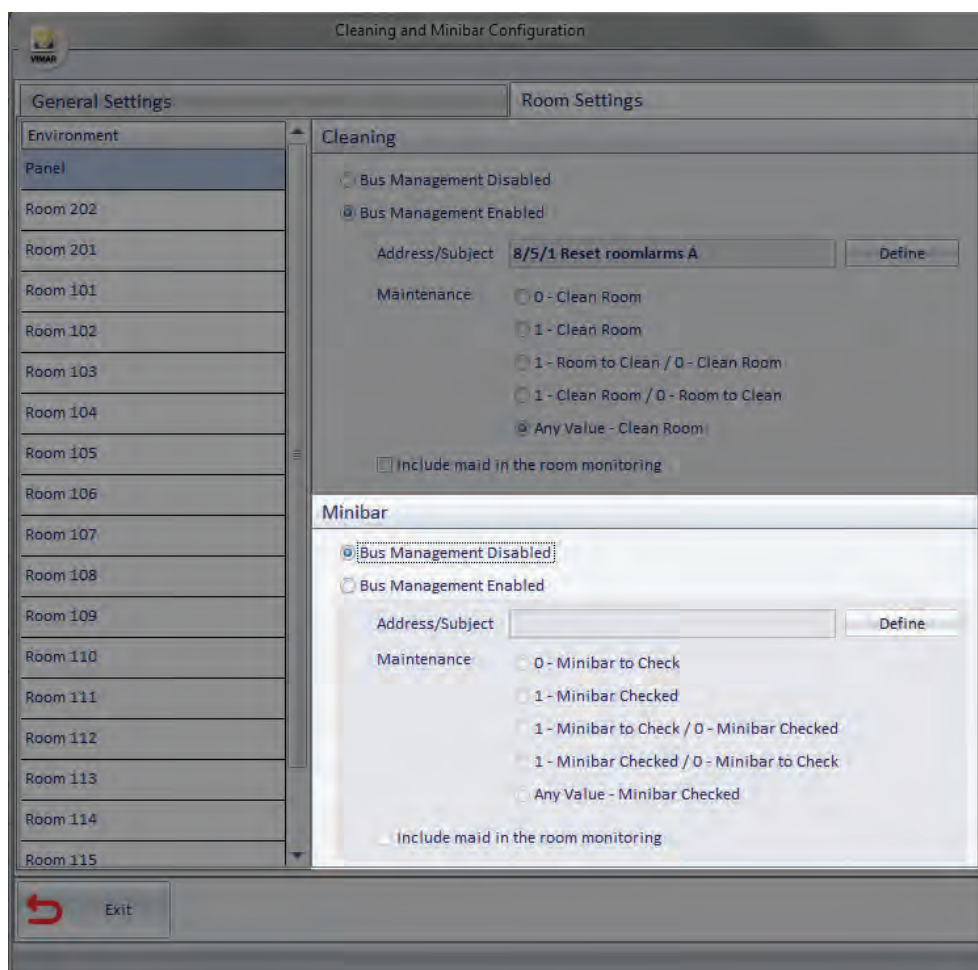 Cleaning and Minibar Configuration
VIMAR
General Settings
Room Settings
Environment
Panel
Room 202
Room 201
Room 101
Room 102
Room 103
Room 104
Room 105
Room 106
Room 107
Room 108
Room 109
Room 110
Room 111
Room 112
Room 113
Room 114
Room 115
Cleaning
Bus Management Disabled
Bus Management Enabled
Address/Subject 8/5/1 Reset roomlarms A Define
Maintenance 0 - Clean Room
1 - Clean Room
1 - Room to Clean / 0 - Clean Room
1 - Clean Room / 0 - Room to Clean
Any Value - Clean Room
Include maid in the room monitoring
Minibar
Bus Management Disabled
Bus Management Enabled
Address/Subject Define
Maintenance 0 - Minibar to Check
1 - Minibar Checked
1 - Minibar to Check / 0 - Minibar Checked
1 - Minibar Checked / 0 - Minibar to Check
Any Value - Minibar Checked
Include maid in the room monitoring
Exit